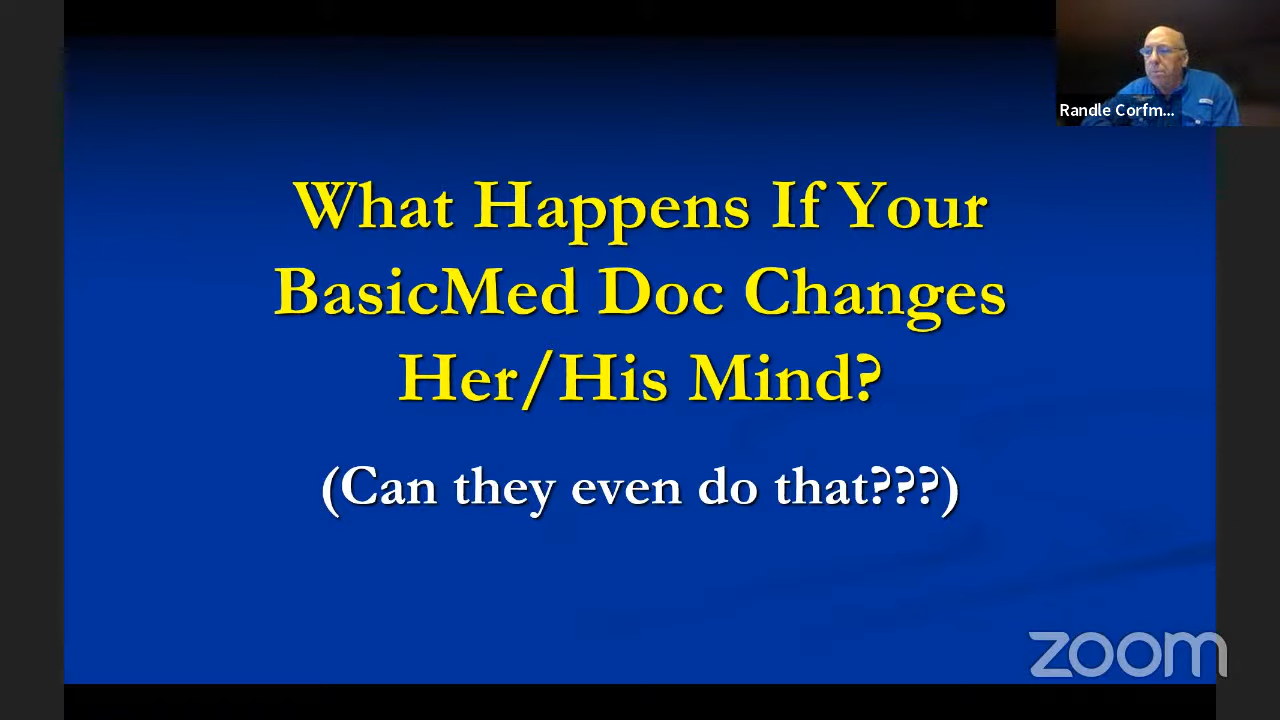 Randle Corfm...
What Happens If Your
BasicMed Doc Changes
Her/His Mind?
(Can they even do that???)
zoom